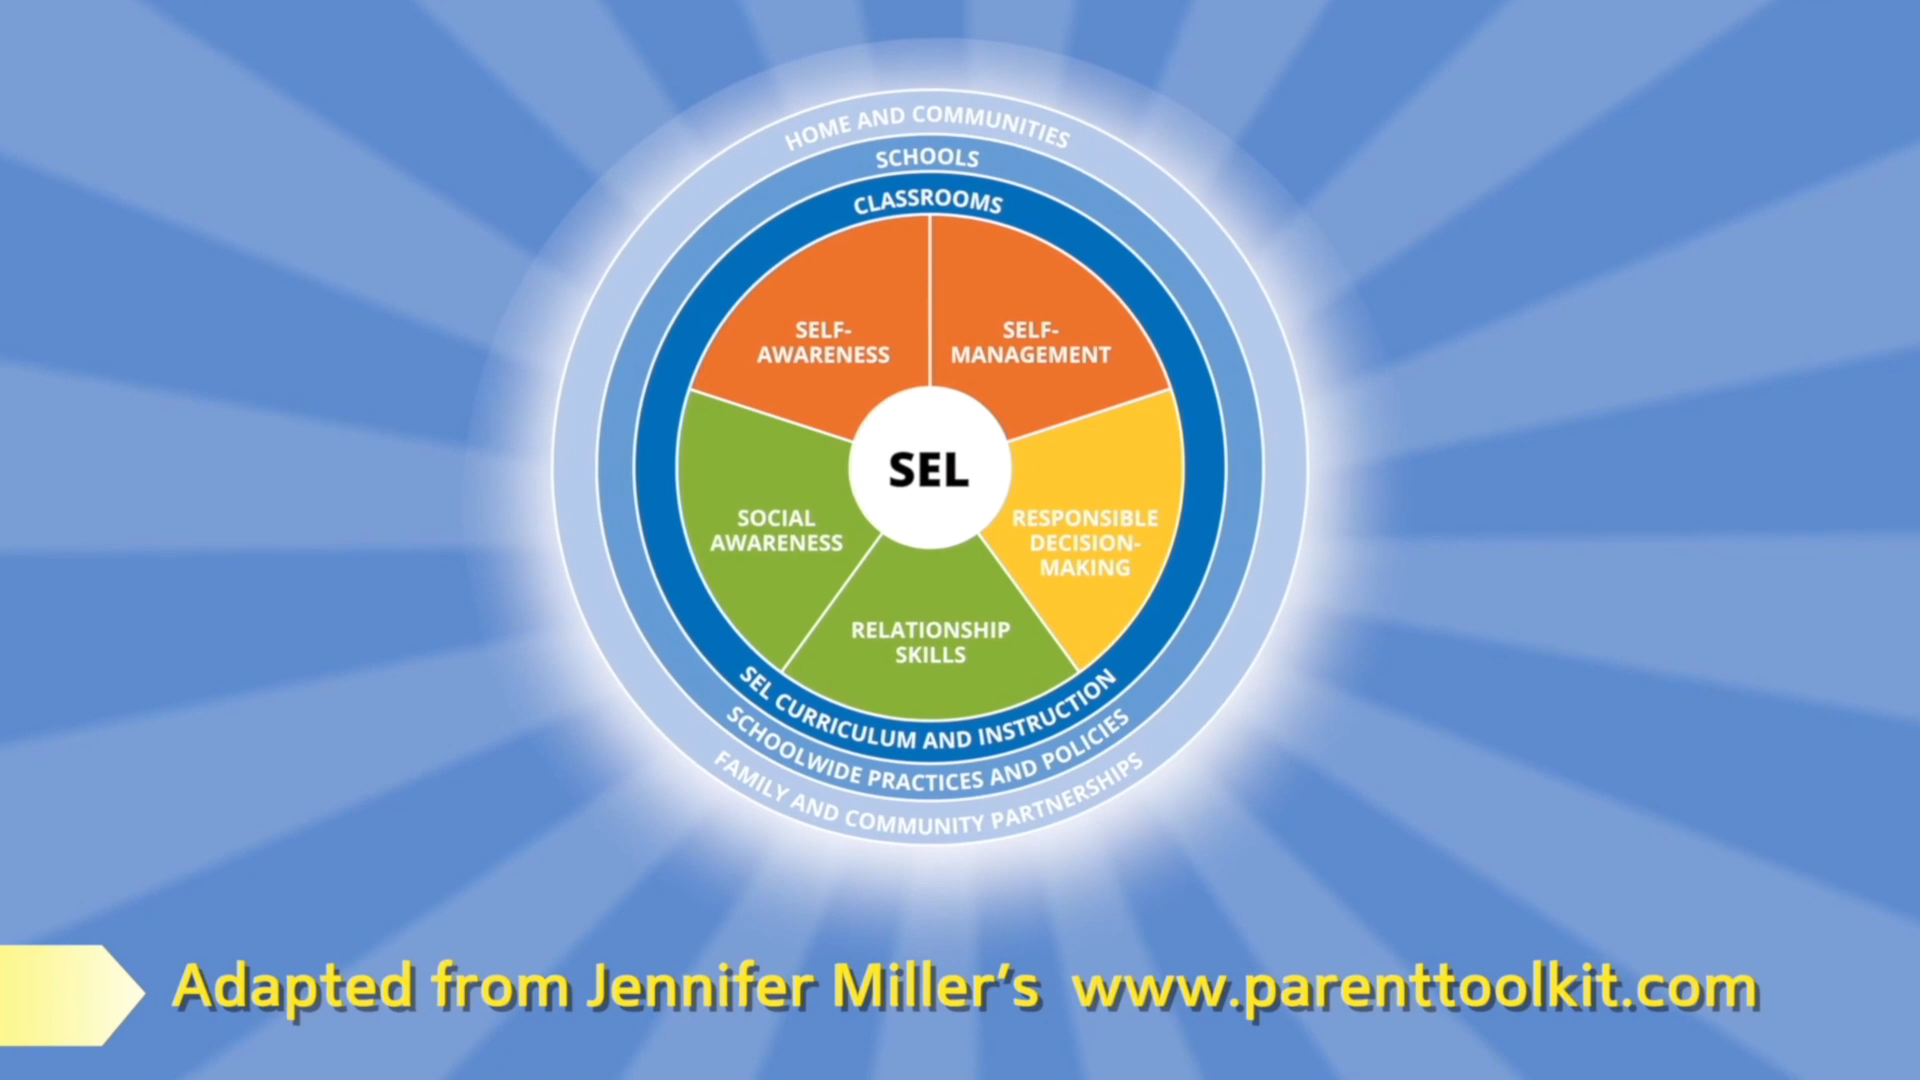 HOME AND COMMUNITIES
SCHOOLS
CLASSROOMS
SELF-
AWARENESS
SELF-
MANAGEMENT
SEL
SOCIAL
AWARENESS
RESPONSIBLE
DECISION-
MAKING
RELATIONSHIP
SKILLS
SEL CURRICULUM AND INSTRUCTION
SCHOOLWIDE PRACTICES AND POLICIES
FAMILY AND COMMUNITY PARTNERSHIPS
Adapted from Jennifer Miller’s www.parenttoolkit.com